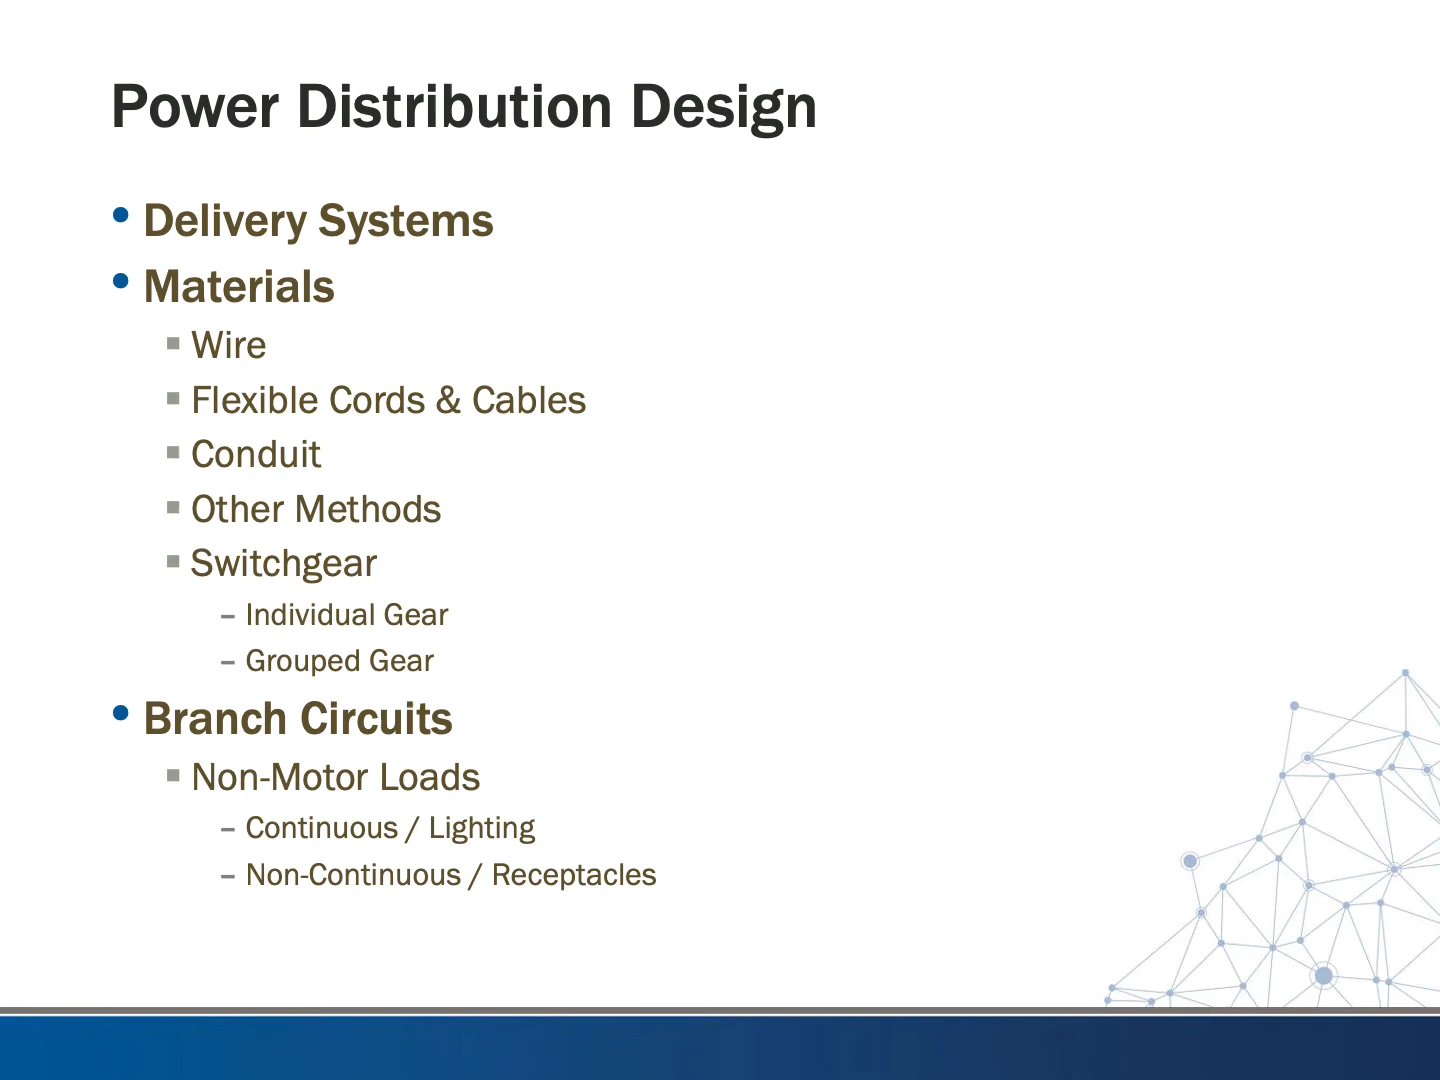 Power Distribution Design
• Delivery Systems
• Materials
▪ Wire
▪ Flexible Cords & Cables
▪ Conduit
▪ Other Methods
▪ Switchgear
– Individual Gear
– Grouped Gear
• Branch Circuits
▪ Non-Motor Loads
– Continuous / Lighting
– Non-Continuous / Receptacles